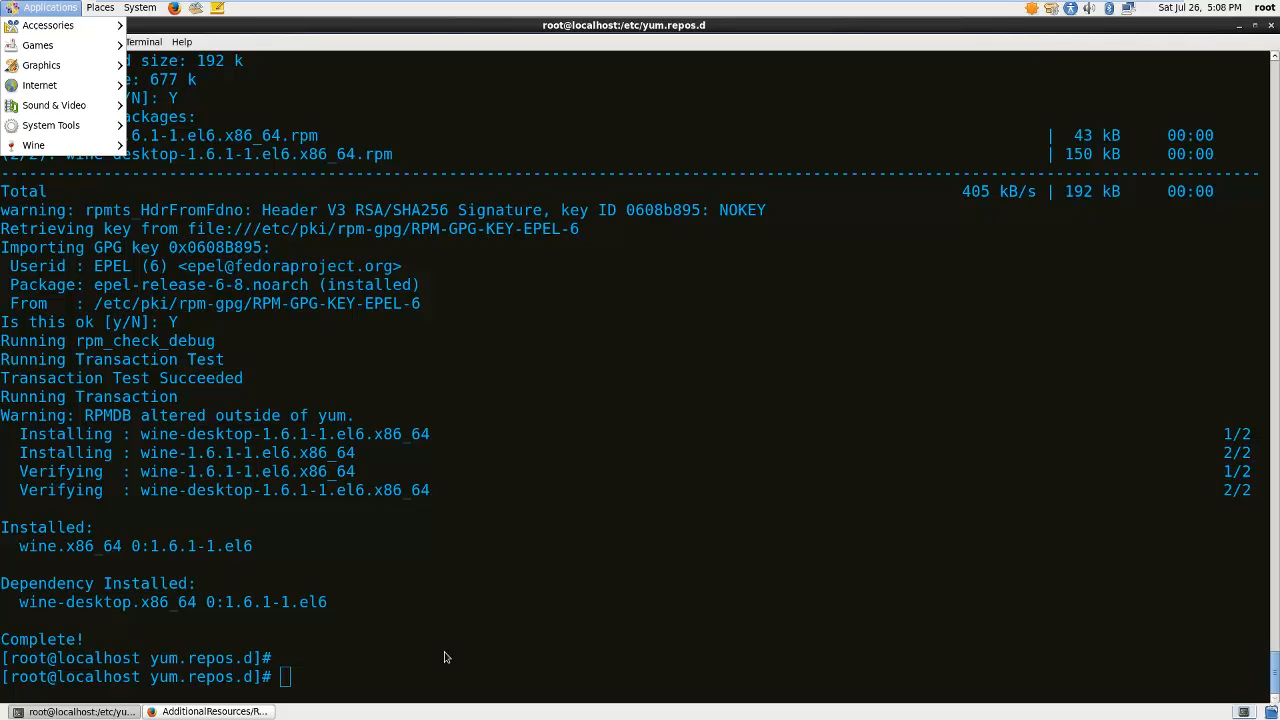 Applications Places System Sat Jul 26, 5:08 PM root
root@localhost:/etc/yum.repos.d
Terminal Help
Accessories
Games
Graphics
Internet
Sound & Video
System Tools
Wine
d size: 192 k
e: 677 k
/N]: Y
ackages:
6.1-1.el6.x86_64.rpm | 43 kB 00:00
(2/2): wine-desktop-1.6.1-1.el6.x86_64.rpm | 150 kB 00:00
--------------------------------------------------------------------------------
Total 405 kB/s | 192 kB 00:00
warning: rpmts_HdrFromFdno: Header V3 RSA/SHA256 Signature, key ID 0608b895: NOKEY
Retrieving key from file:///etc/pki/rpm-gpg/RPM-GPG-KEY-EPEL-6
Importing GPG key 0x0608B895:
Userid : EPEL (6) <epel@fedoraproject.org>
Package: epel-release-6-8.noarch (installed)
From : /etc/pki/rpm-gpg/RPM-GPG-KEY-EPEL-6
Is this ok [y/N]: Y
Running rpm_check_debug
Running Transaction Test
Transaction Test Succeeded
Running Transaction
Warning: RPMDB altered outside of yum.
Installing : wine-desktop-1.6.1-1.el6.x86_64 1/2
Installing : wine-1.6.1-1.el6.x86_64 2/2
Verifying : wine-1.6.1-1.el6.x86_64 1/2
Verifying : wine-desktop-1.6.1-1.el6.x86_64 2/2
Installed:
wine.x86_64 0:1.6.1-1.el6
Dependency Installed:
wine-desktop.x86_64 0:1.6.1-1.el6
Complete!
[root@localhost yum.repos.d]#
[root@localhost yum.repos.d]#
root@localhost:/etc/yu... AdditionalResources/R...